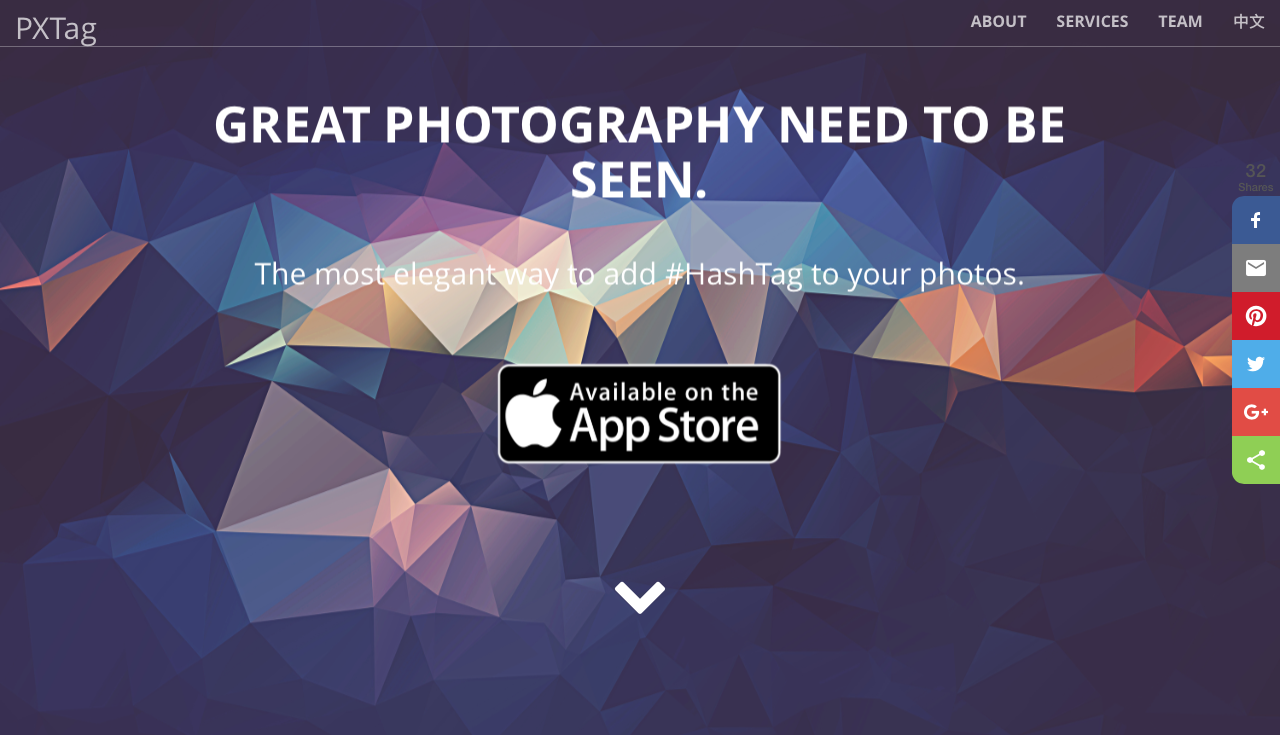 PXTag
ABOUT SERVICES TEAM 中文
GREAT PHOTOGRAPHY NEED TO BE
SEEN.
The most elegant way to add #HashTag to your photos.
Available on the
App Store
32
Shares